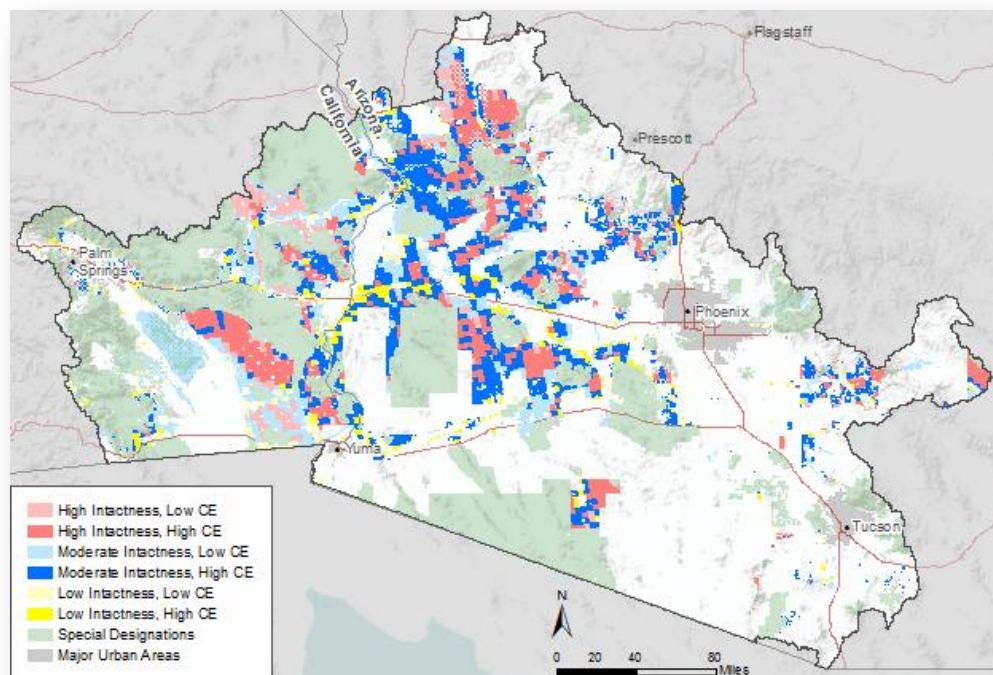 Flagstaff
Arizona
California
Prescott
Palm
Springs
Phoenix
Yuma
Tucson
High Intactness, Low CE
High Intactness, High CE
Moderate Intactness, Low CE
Moderate Intactness, High CE
Low Intactness, Low CE
Low Intactness, High CE
Special Designations
Major Urban Areas
N
0 20 40 80
Miles